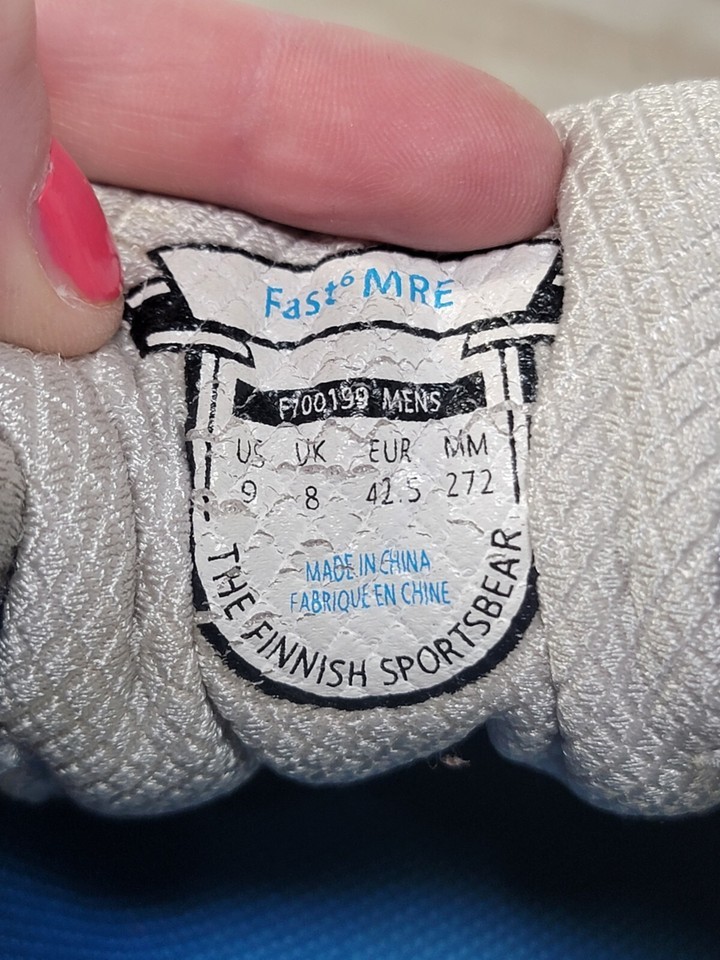 Fast6 MRE
F700199 MENS
US UK EUR MM
9 8 42.5 272
MADE IN CHINA
FABRIQUE EN CHINE
THE FINNISH SPORTSBEAR